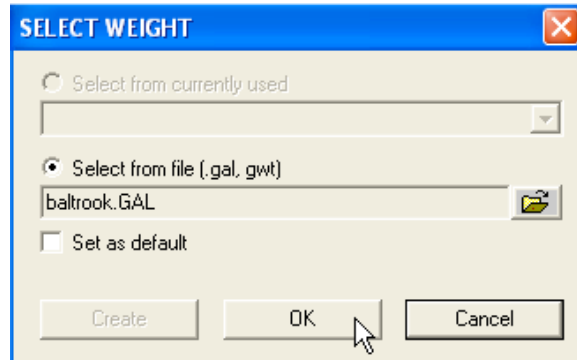 SELECT WEIGHT
Select from currently used
Select from file (.gal, gwt)
baltrook.GAL
Set as default
Create OK Cancel